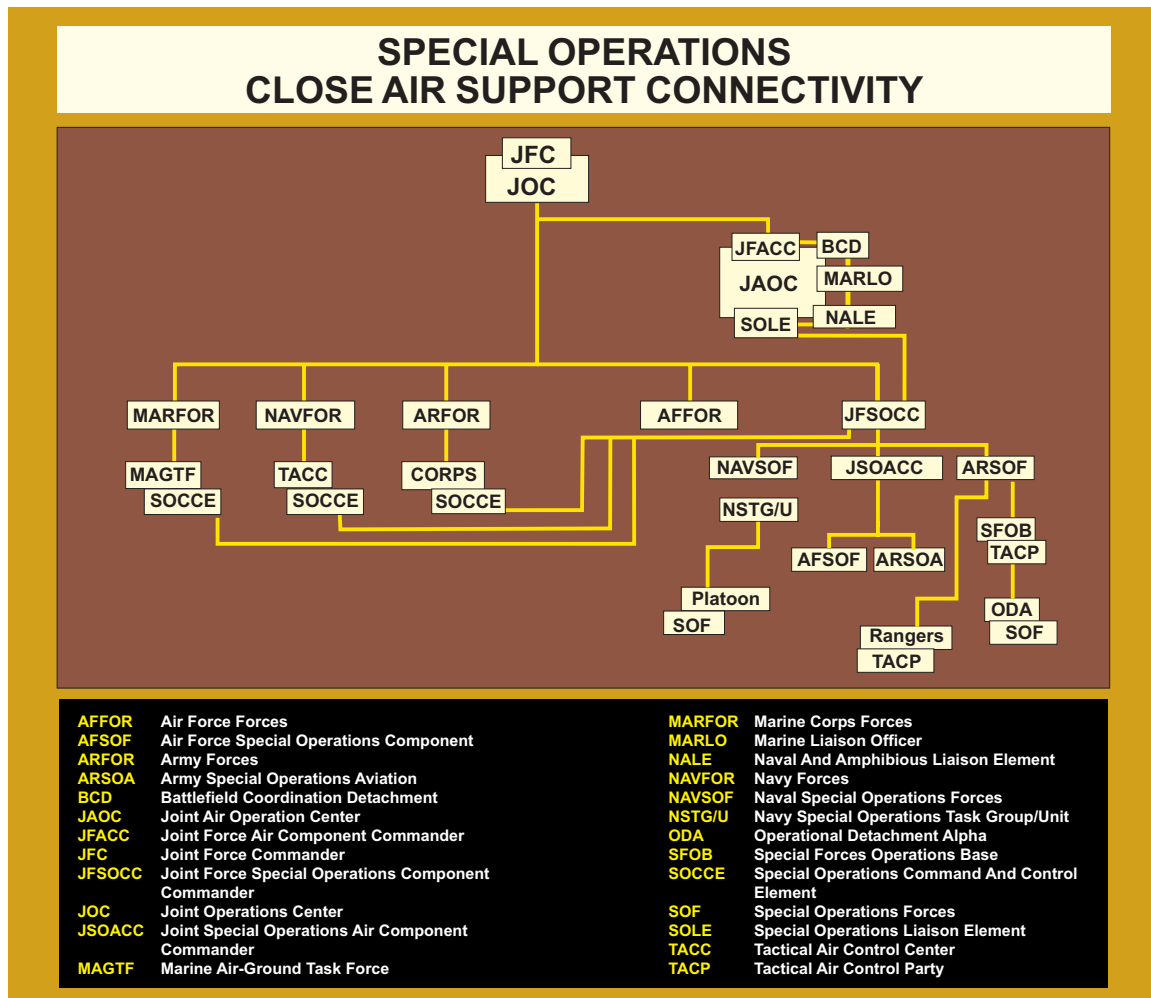 SPECIAL OPERATIONS
CLOSE AIR SUPPORT CONNECTIVITY
JFC
JOC
JFACC
BCD
JAOC
MARLO
SOLE
NALE
MARFOR
NAVFOR
ARFOR
AFFOR
JFSOCC
MAGTF
SOCCE
TACC
SOCCE
CORPS
SOCCE
NAVSOF
JSOACC
ARSOF
NSTG/U
SFOB
TACP
AFSOF
ARSOA
Platoon
SOF
ODA
SOF
Rangers
TACP
AFFOR Air Force Forces
AFSOF Air Force Special Operations Component
ARFOR Army Forces
ARSOA Army Special Operations Aviation
BCD Battlefield Coordination Detachment
JAOC Joint Air Operation Center
JFACC Joint Force Air Component Commander
JFC Joint Force Commander
JFSOCC Joint Force Special Operations Component
Commander
JOC Joint Operations Center
JSOACC Joint Special Operations Air Component
Commander
MAGTF Marine Air-Ground Task Force
MARFOR Marine Corps Forces
MARLO Marine Liaison Officer
NALE Naval And Amphibious Liaison Element
NAVFOR Navy Forces
NAVSOF Naval Special Operations Forces
NSTG/U Navy Special Operations Task Group/Unit
ODA Operational Detachment Alpha
SFOB Special Forces Operations Base
SOCCE Special Operations Command And Control
Element
SOF Special Operations Forces
SOLE Special Operations Liaison Element
TACC Tactical Air Control Center
TACP Tactical Air Control Party